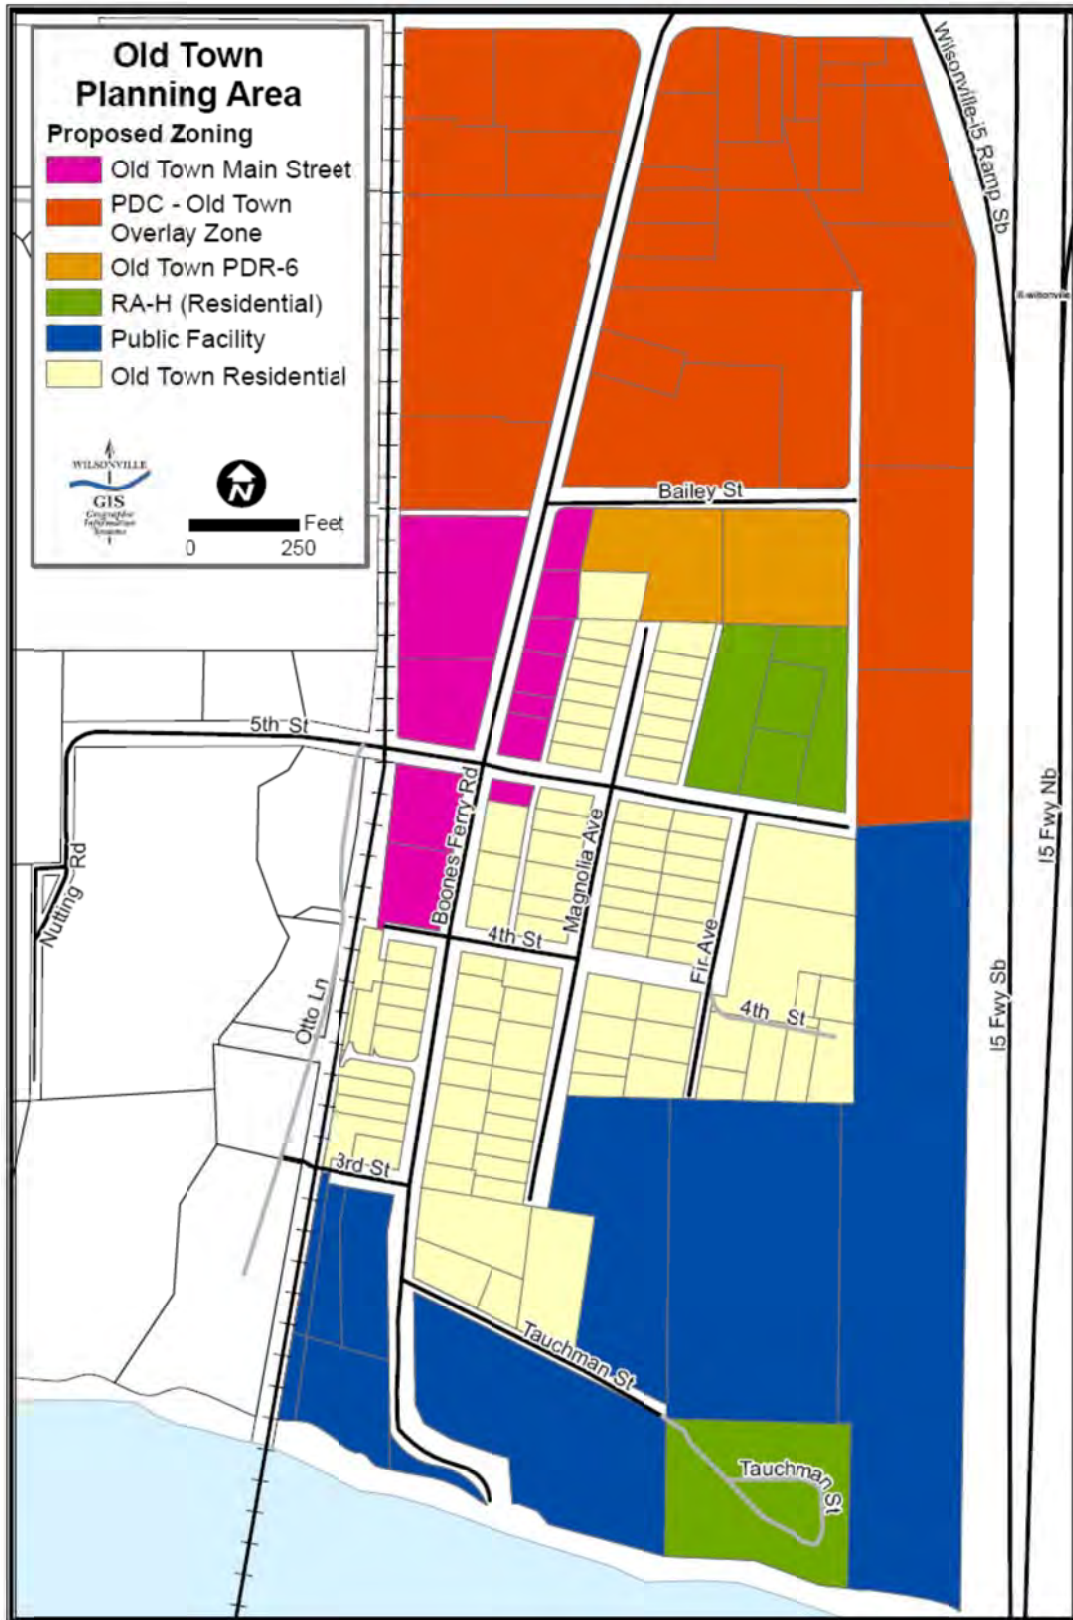 Old Town
Planning Area
Proposed Zoning
Old Town Main Street
PDC - Old Town
Overlay Zone
Old Town PDR-6
RA-H (Residential)
Public Facility
Old Town Residential
WILSONVILLE
GIS
Geographic
Information
Systems
N
Feet
0 250
Wilsonville-i5 Ramp Sb
Bailey St
5th St
Nutting Rd
Boones Ferry Rd
Magnolia Ave
Fir Ave
4th St
4th St
Otto Ln
3rd St
Tauchman St
Tauchman St
I5 Fwy Sb
I5 Fwy Nb